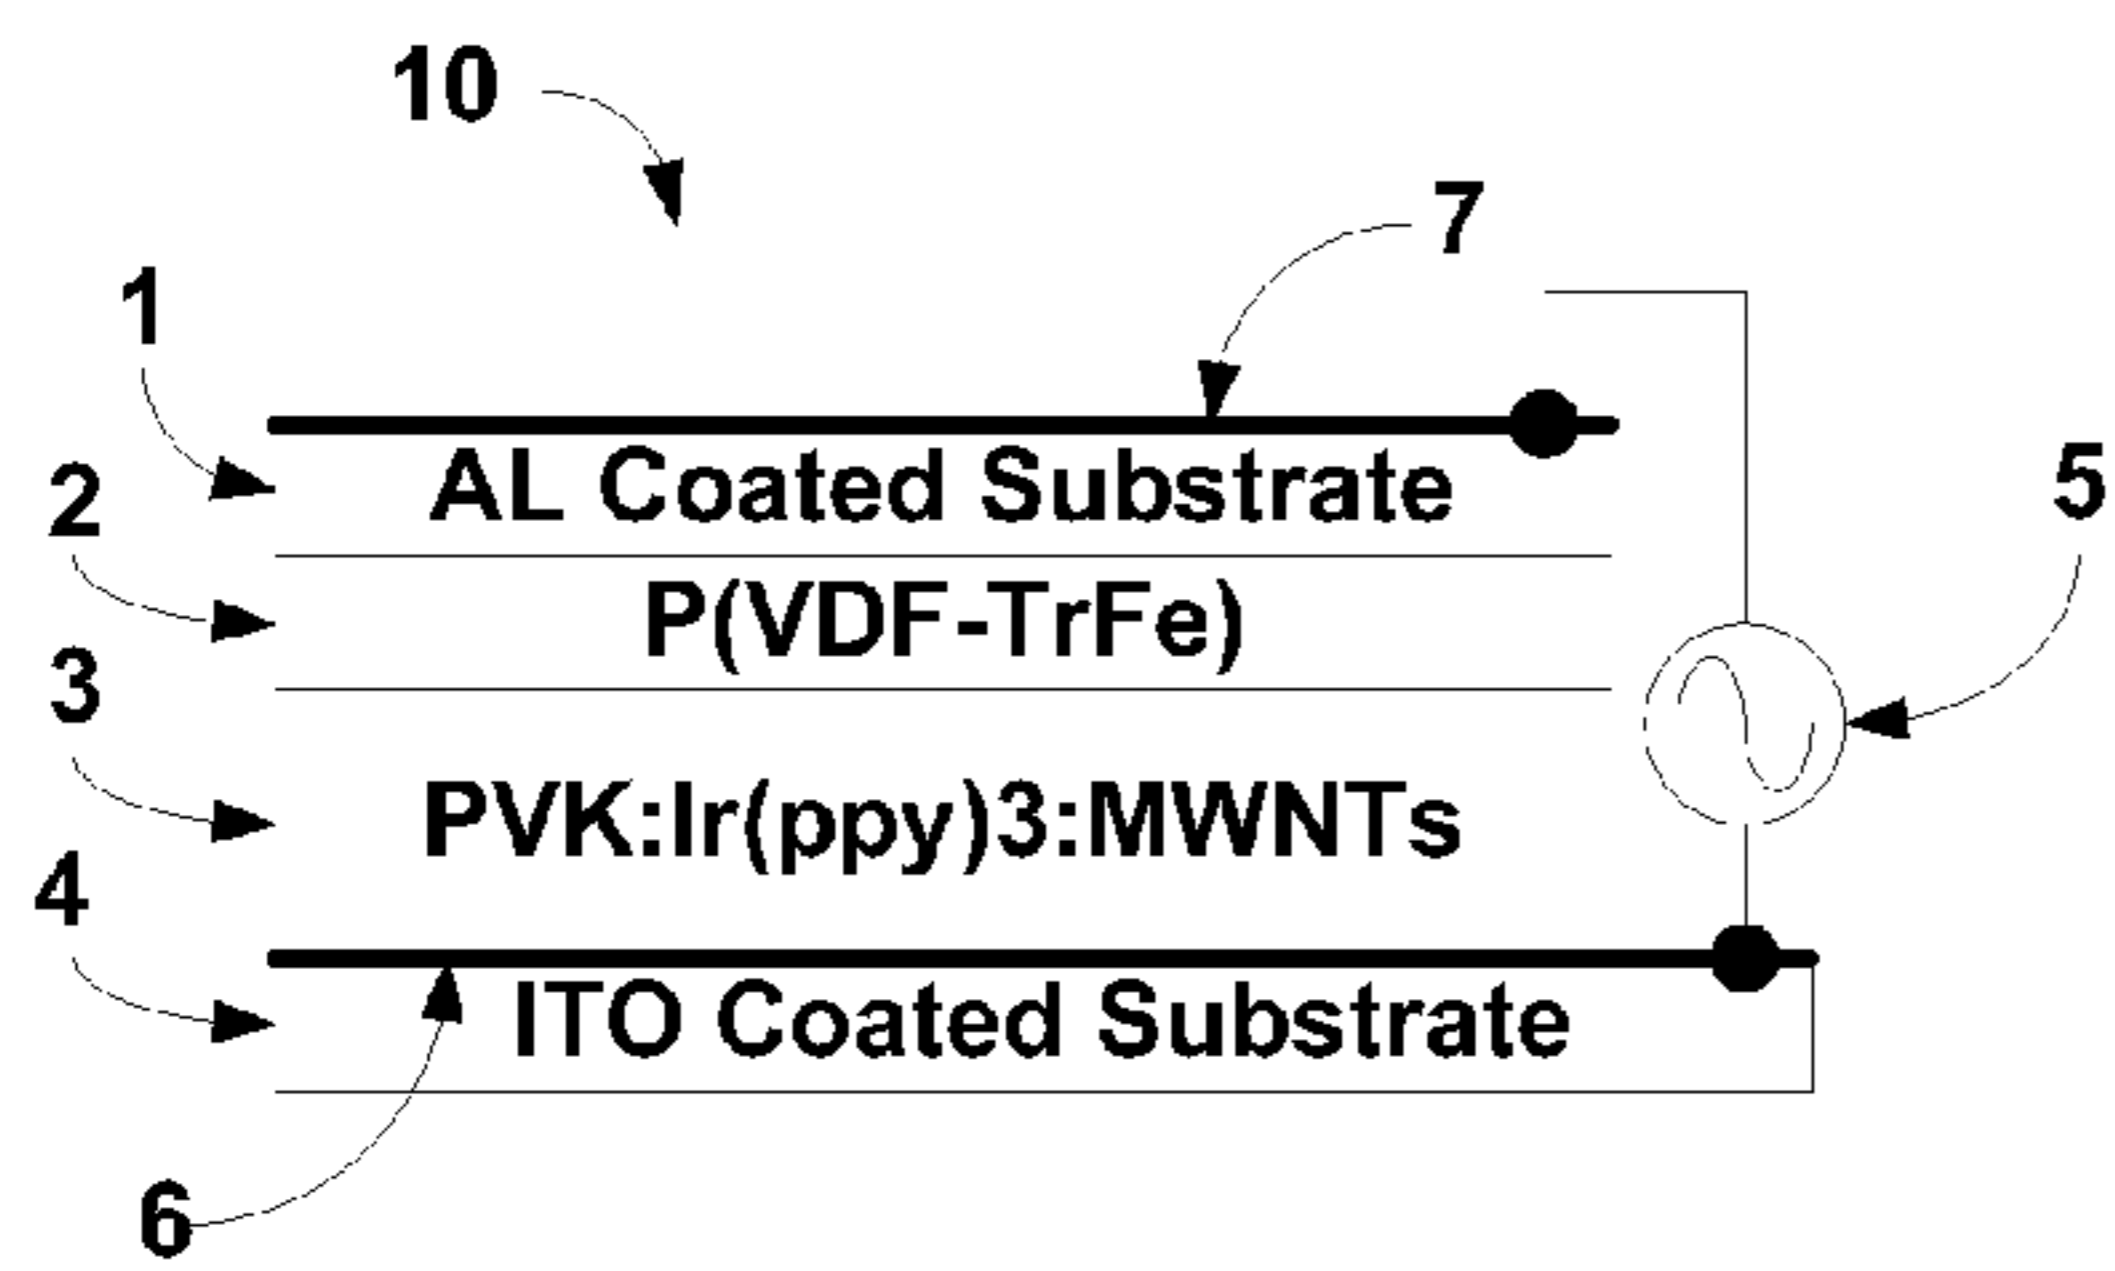 10
7
1
AL Coated Substrate
5
2
P(VDF-TrFe)
3
PVK:Ir(ppy)3:MWNTs
4
ITO Coated Substrate
6